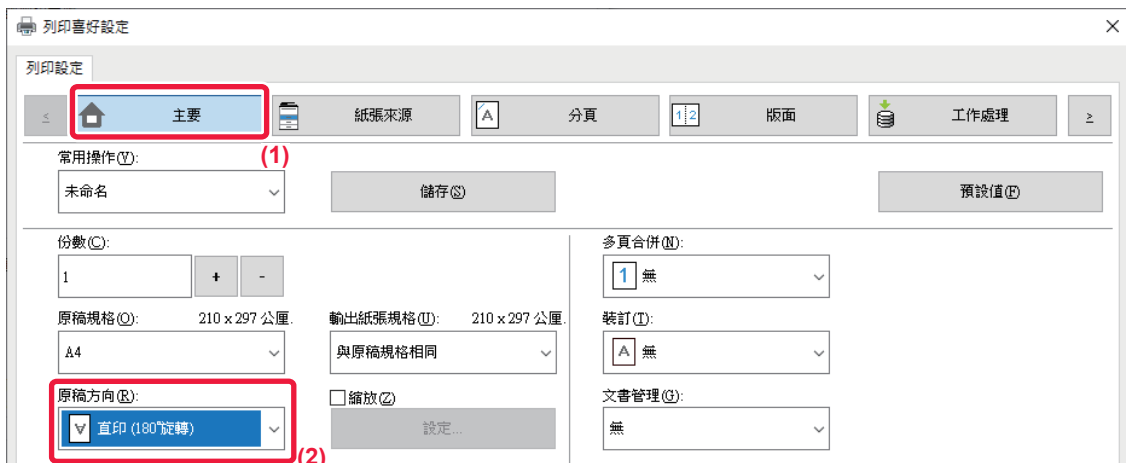 列印喜好設定
列印設定
≤ 主要 紙張來源 A 分頁 1 2 版面 工作處理 ≥
(1)
常用操作(V):
未命名 儲存(S) 預設值(F)
份數(C): 多頁合併(N):
1 + - 1 無
原稿規格(O): 210 x 297 公厘. 輸出紙張規格(U): 210 x 297 公厘. 裝訂(T):
A4 與原稿規格相同 A 無
原稿方向(R): 縮放(Z) 文書管理(G):
A 直印 (180°旋轉) 設定... 無
(2)